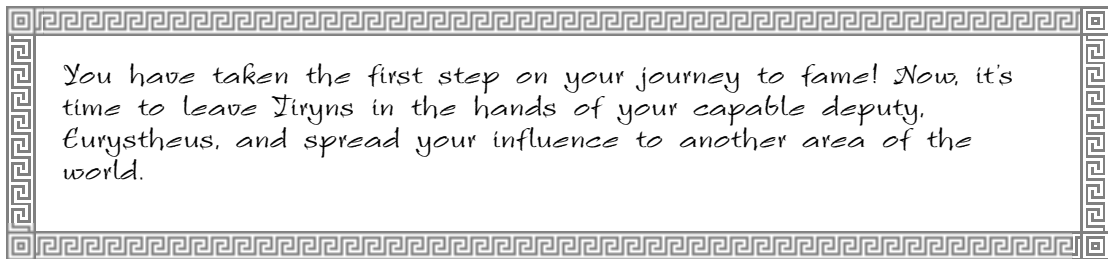 You have taken the first step on your journey to fame! Now, it's
time to leave Tiryns in the hands of your capable deputy,
Eurystheus, and spread your influence to another area of the
world.